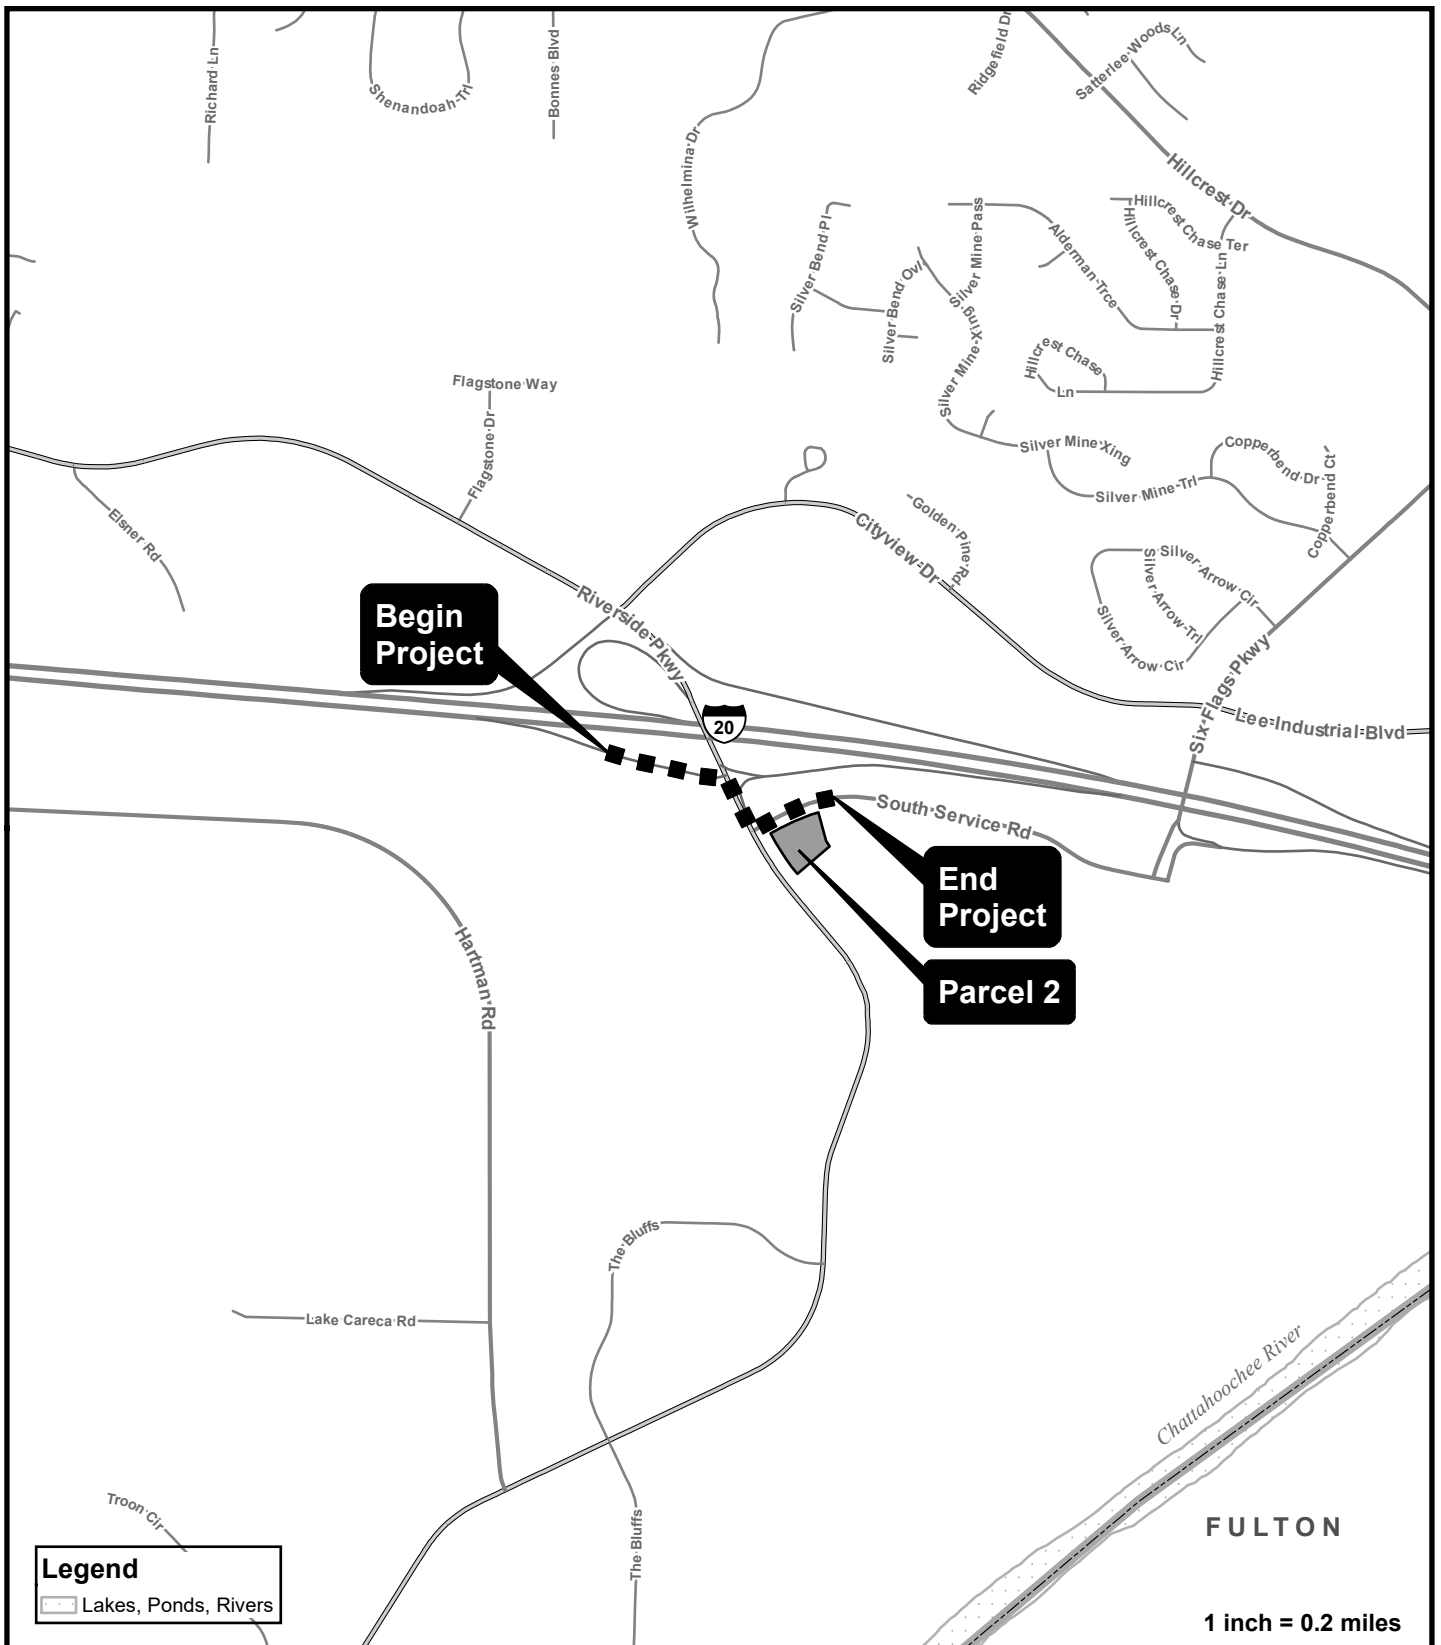 Richard Ln
Shenandoah Trl
Bonnes Blvd
Wilhelmina Dr
Ridgefield Dr
Satterlee Woods Ln
Hillcrest Dr
Silver Bend Pl
Silver Bend Ovl
Silver Mine Pass
Silver Mine Xing
Alderman Trce
Hillcrest Chase Ter
Hillcrest Chase Dr
Hillcrest Chase Ln
Hillcrest Chase
Ln
Flagstone Way
Flagstone Dr
Elsner Rd
Silver Mine Xing
Silver Mine Trl
Copperbend Dr
Copperbend Ct
Cityview Dr
Golden Pine Rd
Silver Arrow Cir
Silver Arrow Trl
Silver Arrow Cir
Riverside Pkwy
Begin
Project
20
Six Flags Pkwy
Lee Industrial Blvd
South Service Rd
End
Project
Parcel 2
Hartman Rd
The Bluffs
Lake Careca Rd
Chattahoochee River
Troon Cir
The Bluffs
FULTON
Legend
Lakes, Ponds, Rivers
1 inch = 0.2 miles